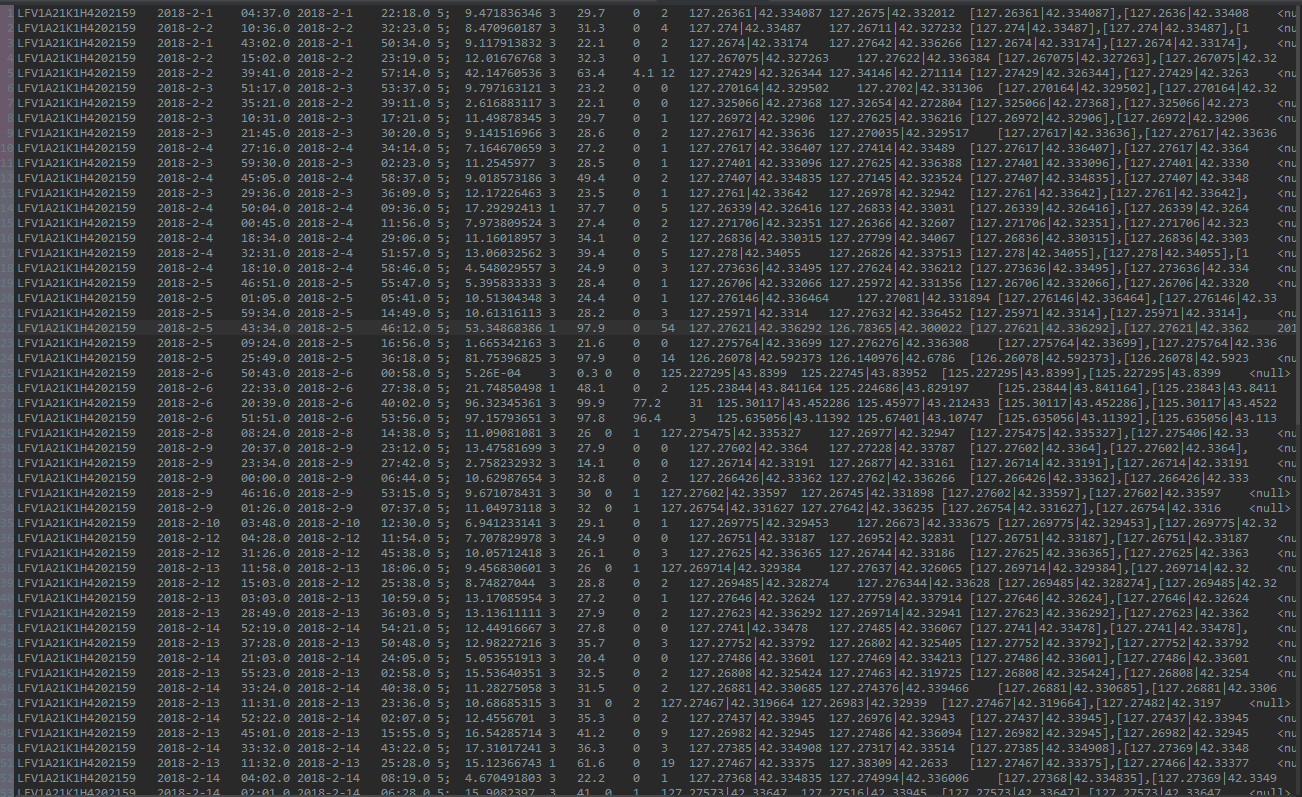 1 LFV1A21K1H4202159 2018-2-1 04:37.0 2018-2-1 22:18.0 5; 9.471836346 3 29.7 0 2 127.26361|42.334087 127.2675|42.332012 [127.26361|42.334087],[127.2636|42.33408 <nu
2 LFV1A21K1H4202159 2018-2-2 10:36.0 2018-2-2 32:23.0 5; 8.470960187 3 31.3 0 4 127.274|42.33487 127.26711|42.327232 [127.274|42.33487],[127.274|42.33487],[1 <nu
3 LFV1A21K1H4202159 2018-2-1 43:02.0 2018-2-1 50:34.0 5; 9.117913832 3 22.1 0 2 127.2674|42.33174 127.27642|42.336266 [127.2674|42.33174],[127.2674|42.33174], <nu
4 LFV1A21K1H4202159 2018-2-2 15:02.0 2018-2-2 23:19.0 5; 12.01676768 3 32.3 0 1 127.267075|42.327263 127.27622|42.336384 [127.267075|42.327263],[127.267075|42.32 <nu
5 LFV1A21K1H4202159 2018-2-2 39:41.0 2018-2-2 57:14.0 5; 42.14760536 3 63.4 4.1 12 127.27429|42.326344 127.34146|42.271114 [127.27429|42.326344],[127.27429|42.3263 <nu
6 LFV1A21K1H4202159 2018-2-3 51:17.0 2018-2-3 53:37.0 5; 9.797163121 3 23.2 0 0 127.270164|42.329502 127.2702|42.331306 [127.270164|42.329502],[127.270164|42.32 <nu
7 LFV1A21K1H4202159 2018-2-2 35:21.0 2018-2-2 39:11.0 5; 2.616883117 3 22.1 0 0 127.325066|42.27368 127.32654|42.272804 [127.325066|42.27368],[127.325066|42.273 <nu
8 LFV1A21K1H4202159 2018-2-3 10:31.0 2018-2-3 17:21.0 5; 11.49878345 3 29.7 0 1 127.26972|42.32906 127.27625|42.336216 [127.26972|42.32906],[127.26972|42.32906 <nu
9 LFV1A21K1H4202159 2018-2-3 21:45.0 2018-2-3 30:20.0 5; 9.141516966 3 28.6 0 2 127.27617|42.33636 127.270035|42.329517 [127.27617|42.33636],[127.27617|42.33636 <nu
10 LFV1A21K1H4202159 2018-2-4 27:16.0 2018-2-4 34:14.0 5; 7.164670659 3 27.2 0 1 127.27617|42.336407 127.27414|42.33489 [127.27617|42.336407],[127.27617|42.3364 <nu
11 LFV1A21K1H4202159 2018-2-3 59:30.0 2018-2-3 02:23.0 5; 11.2545977 3 28.5 0 1 127.27401|42.333096 127.27625|42.336388 [127.27401|42.333096],[127.27401|42.3330 <nu
12 LFV1A21K1H4202159 2018-2-4 45:05.0 2018-2-4 58:37.0 5; 9.018573186 3 49.4 0 2 127.27407|42.334835 127.27145|42.323524 [127.27407|42.334835],[127.27407|42.3348 <nu
13 LFV1A21K1H4202159 2018-2-3 29:36.0 2018-2-3 36:09.0 5; 12.17226463 3 23.5 0 1 127.2761|42.33642 127.26978|42.32942 [127.2761|42.33642],[127.2761|42.33642], <nu
14 LFV1A21K1H4202159 2018-2-4 50:04.0 2018-2-4 09:36.0 5; 17.29292413 1 37.7 0 5 127.26339|42.326416 127.26833|42.33031 [127.26339|42.326416],[127.26339|42.3264 <nu
15 LFV1A21K1H4202159 2018-2-4 00:45.0 2018-2-4 11:56.0 5; 7.973809524 3 27.4 0 2 127.271706|42.32351 127.26366|42.32607 [127.271706|42.32351],[127.271706|42.323 <nu
16 LFV1A21K1H4202159 2018-2-4 18:34.0 2018-2-4 29:06.0 5; 11.16018957 3 34.1 0 2 127.26836|42.330315 127.27799|42.34067 [127.26836|42.330315],[127.26836|42.3303 <nu
17 LFV1A21K1H4202159 2018-2-4 32:31.0 2018-2-4 51:57.0 5; 13.06032562 3 39.4 0 5 127.278|42.34055 127.26826|42.337513 [127.278|42.34055],[127.278|42.34055],[1 <nu
18 LFV1A21K1H4202159 2018-2-4 18:10.0 2018-2-4 58:46.0 5; 4.548029557 3 24.9 0 3 127.273636|42.33495 127.27624|42.336212 [127.273636|42.33495],[127.273636|42.334 <nu
19 LFV1A21K1H4202159 2018-2-5 46:51.0 2018-2-5 55:47.0 5; 5.395833333 3 28.4 0 1 127.26706|42.332066 127.25972|42.331356 [127.26706|42.332066],[127.26706|42.3320 <nu
20 LFV1A21K1H4202159 2018-2-5 01:05.0 2018-2-5 05:41.0 5; 10.51304348 3 24.4 0 1 127.276146|42.336464 127.27081|42.331894 [127.276146|42.336464],[127.276146|42.33 <nu
21 LFV1A21K1H4202159 2018-2-5 59:34.0 2018-2-5 14:49.0 5; 10.61316113 3 28.2 0 3 127.25971|42.3314 127.27632|42.336452 [127.25971|42.3314],[127.25971|42.3314], <nu
22 LFV1A21K1H4202159 2018-2-5 43:34.0 2018-2-5 46:12.0 5; 53.34868386 1 97.9 0 54 127.27621|42.336292 126.78365|42.300022 [127.27621|42.336292],[127.27621|42.3362 201
23 LFV1A21K1H4202159 2018-2-5 09:24.0 2018-2-5 16:56.0 5; 1.665342163 3 21.6 0 0 127.275764|42.33699 127.276276|42.336308 [127.275764|42.33699],[127.275764|42.336 <nu
24 LFV1A21K1H4202159 2018-2-5 25:49.0 2018-2-5 36:18.0 5; 81.75396825 3 97.9 0 14 126.26078|42.592373 126.140976|42.6786 [126.26078|42.592373],[126.26078|42.5923 <nu
25 LFV1A21K1H4202159 2018-2-6 50:43.0 2018-2-6 00:58.0 5; 5.26E-04 3 0.3 0 0 125.227295|43.8399 125.22745|43.83952 [125.227295|43.8399],[125.227295|43.8399 <null>
26 LFV1A21K1H4202159 2018-2-6 22:33.0 2018-2-6 27:38.0 5; 21.74850498 1 48.1 0 2 125.23844|43.841164 125.224686|43.829197 [125.23844|43.841164],[125.23843|43.8411 <nu
27 LFV1A21K1H4202159 2018-2-6 20:39.0 2018-2-6 40:02.0 5; 96.32345361 3 99.9 77.2 31 125.30117|43.452286 125.45977|43.212433 [125.30117|43.452286],[125.30117|43.4522 <nu
28 LFV1A21K1H4202159 2018-2-6 51:51.0 2018-2-6 53:56.0 5; 97.15793651 3 97.8 96.4 3 125.635056|43.11392 125.67401|43.10747 [125.635056|43.11392],[125.635056|43.113 <nu
29 LFV1A21K1H4202159 2018-2-8 08:24.0 2018-2-8 14:38.0 5; 11.09081081 3 26 0 1 127.275475|42.335327 127.26977|42.32947 [127.275475|42.335327],[127.275406|42.33 <nu
30 LFV1A21K1H4202159 2018-2-9 20:37.0 2018-2-9 23:12.0 5; 13.47581699 3 27.9 0 0 127.27602|42.3364 127.27228|42.33787 [127.27602|42.3364],[127.27602|42.3364], <nu
31 LFV1A21K1H4202159 2018-2-9 23:34.0 2018-2-9 27:42.0 5; 2.758232932 3 14.1 0 0 127.26714|42.33191 127.26877|42.33161 [127.26714|42.33191],[127.26714|42.33191 <nu
32 LFV1A21K1H4202159 2018-2-9 00:00.0 2018-2-9 06:44.0 5; 10.62987654 3 32.8 0 2 127.266426|42.33362 127.2762|42.336266 [127.266426|42.33362],[127.266426|42.333 <nu
33 LFV1A21K1H4202159 2018-2-9 46:16.0 2018-2-9 53:15.0 5; 9.671078431 3 30 0 1 127.27602|42.33597 127.26745|42.331898 [127.27602|42.33597],[127.27602|42.33597 <null>
34 LFV1A21K1H4202159 2018-2-9 01:26.0 2018-2-9 07:37.0 5; 11.04973118 3 32 0 1 127.26754|42.331627 127.27642|42.336235 [127.26754|42.331627],[127.26754|42.3316 <null>
35 LFV1A21K1H4202159 2018-2-10 03:48.0 2018-2-10 12:30.0 5; 6.941233141 3 29.1 0 1 127.269775|42.329453 127.26673|42.333675 [127.269775|42.329453],[127.269775|42.32 <nu
36 LFV1A21K1H4202159 2018-2-12 04:28.0 2018-2-12 11:54.0 5; 7.707829978 3 24.9 0 0 127.26751|42.33187 127.26952|42.32831 [127.26751|42.33187],[127.26751|42.33187 <nu
37 LFV1A21K1H4202159 2018-2-12 31:26.0 2018-2-12 45:38.0 5; 10.05712418 3 26.1 0 3 127.27625|42.336365 127.26744|42.33186 [127.27625|42.336365],[127.27625|42.3363 <nu
38 LFV1A21K1H4202159 2018-2-13 11:58.0 2018-2-13 18:06.0 5; 9.456830601 3 26 0 1 127.269714|42.329384 127.27637|42.326065 [127.269714|42.329384],[127.269714|42.32 <nu
39 LFV1A21K1H4202159 2018-2-12 15:03.0 2018-2-12 25:38.0 5; 8.74827044 3 28.8 0 2 127.269485|42.328274 127.276344|42.33628 [127.269485|42.328274],[127.269485|42.32 <nu
40 LFV1A21K1H4202159 2018-2-13 03:03.0 2018-2-13 10:59.0 5; 13.17085954 3 27.2 0 1 127.27646|42.32624 127.27759|42.337914 [127.27646|42.32624],[127.27646|42.32624 <nu
41 LFV1A21K1H4202159 2018-2-13 28:49.0 2018-2-13 36:03.0 5; 13.13611111 3 27.9 0 2 127.27623|42.336292 127.269714|42.32941 [127.27623|42.336292],[127.27623|42.3362 <nu
42 LFV1A21K1H4202159 2018-2-14 52:19.0 2018-2-14 54:21.0 5; 12.44916667 3 27.8 0 0 127.2741|42.33478 127.27485|42.336067 [127.2741|42.33478],[127.2741|42.33478], <nu
43 LFV1A21K1H4202159 2018-2-13 37:28.0 2018-2-13 50:48.0 5; 12.98227216 3 35.7 0 3 127.27752|42.33792 127.26802|42.325405 [127.27752|42.33792],[127.27752|42.33792 <nu
44 LFV1A21K1H4202159 2018-2-14 21:03.0 2018-2-14 24:05.0 5; 5.053551913 3 20.4 0 0 127.27486|42.33601 127.27469|42.334213 [127.27486|42.33601],[127.27486|42.33601 <nu
45 LFV1A21K1H4202159 2018-2-13 55:23.0 2018-2-13 02:58.0 5; 15.53640351 3 32.5 0 2 127.26808|42.325424 127.27463|42.319725 [127.26808|42.325424],[127.26808|42.3254 <nu
46 LFV1A21K1H4202159 2018-2-14 33:24.0 2018-2-14 40:38.0 5; 11.28275058 3 31.5 0 2 127.26881|42.330685 127.274376|42.339466 [127.26881|42.330685],[127.26881|42.3306 <nu
47 LFV1A21K1H4202159 2018-2-13 11:31.0 2018-2-13 23:36.0 5; 10.68685315 3 31 0 2 127.27467|42.319664 127.26983|42.32939 [127.27467|42.319664],[127.27482|42.3197 <null>
48 LFV1A21K1H4202159 2018-2-14 52:22.0 2018-2-14 02:07.0 5; 12.4556701 3 35.3 0 2 127.27437|42.33945 127.26976|42.32943 [127.27437|42.33945],[127.27437|42.33945 <nu
49 LFV1A21K1H4202159 2018-2-13 45:01.0 2018-2-13 15:55.0 5; 16.54285714 3 41.2 0 9 127.26982|42.32945 127.27486|42.336094 [127.26982|42.32945],[127.26982|42.32945 <nu
50 LFV1A21K1H4202159 2018-2-14 33:32.0 2018-2-14 43:22.0 5; 17.31017241 3 36.3 0 3 127.27385|42.334908 127.27317|42.33514 [127.27385|42.334908],[127.27369|42.3348 <nu
51 LFV1A21K1H4202159 2018-2-13 11:32.0 2018-2-13 25:28.0 5; 15.12366743 1 61.6 0 19 127.27467|42.33375 127.38309|42.2633 [127.27467|42.33375],[127.27466|42.33377 <nu
52 LFV1A21K1H4202159 2018-2-14 04:02.0 2018-2-14 08:19.0 5; 4.670491803 3 22.2 0 1 127.27368|42.334835 127.274994|42.336006 [127.27368|42.334835],[127.27369|42.3349 <nu
53 LFV1A21K1H4202159 2018-2-14 02:01.0 2018-2-14 06:28.0 5; 15.9082397 3 41 0 1 127.27573|42.33647 127.27516|42.33945 [127.27573|42.33647],[127.27573|42.33647 <null>